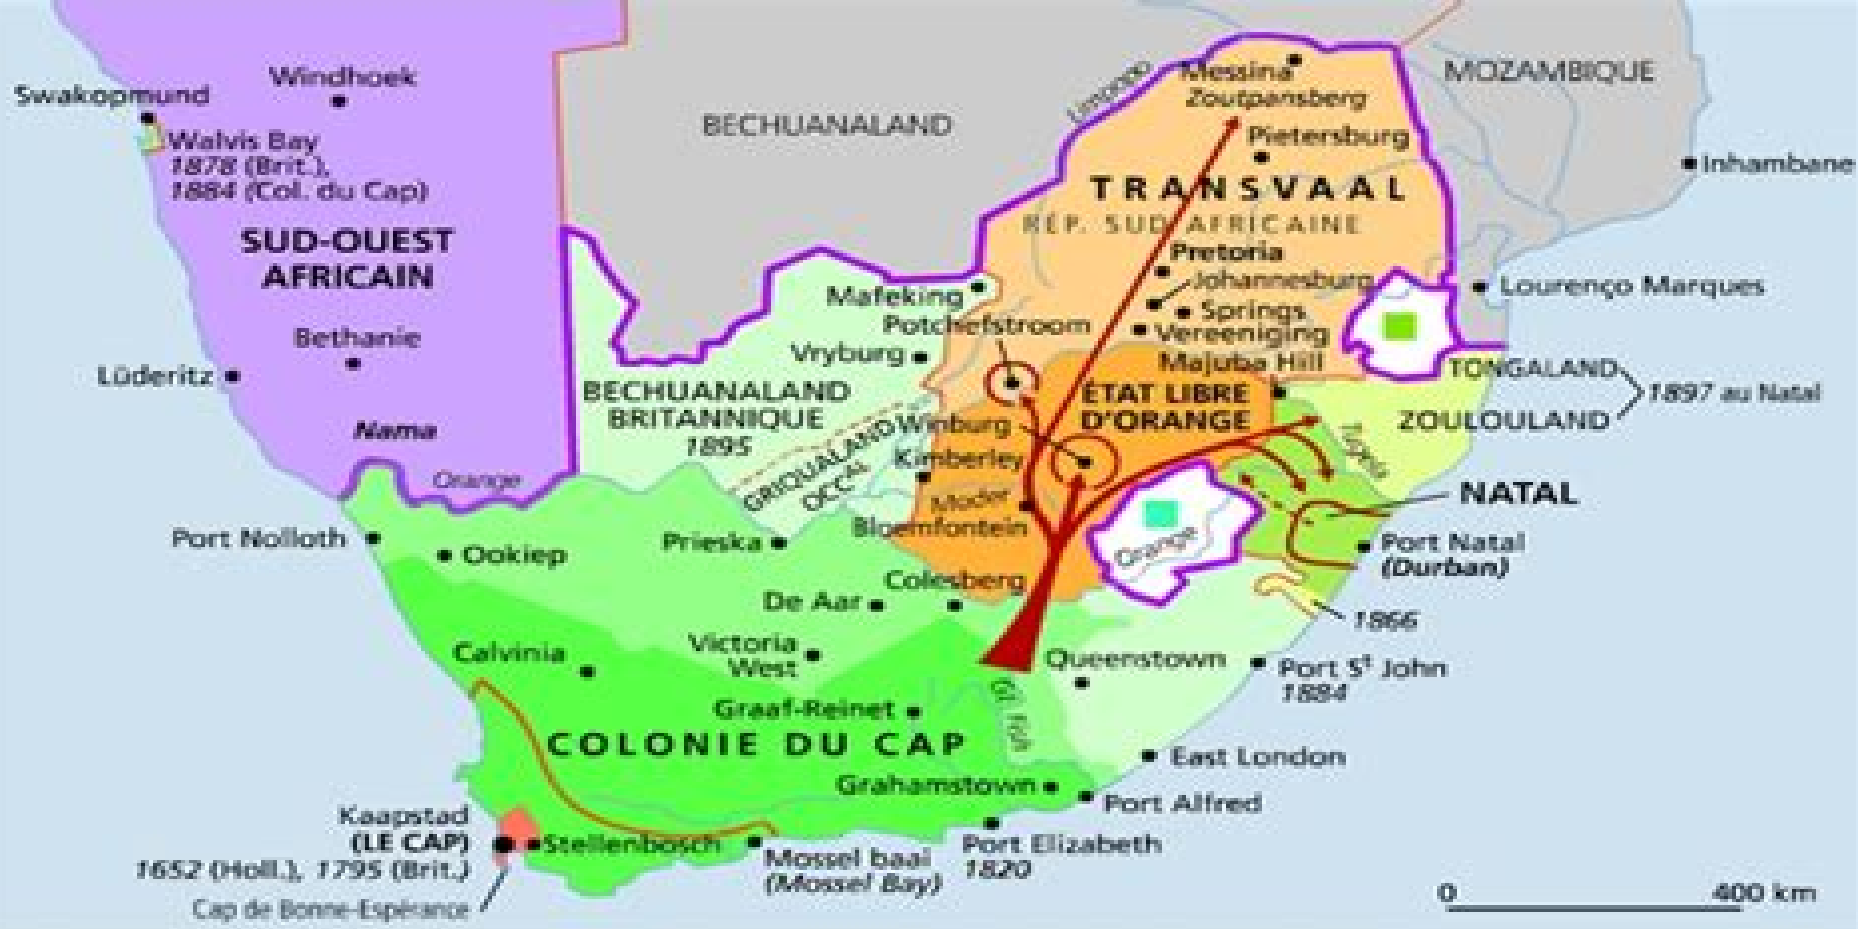 MOZAMBIQUE
Messina
Windhoek
Limpopo
Swakopmund
Zoutpansberg
BECHUANALAND
Pietersburg
Walvis Bay
1878 (Brit.),
1884 (Col. du Cap)
Inhambane
TRANSVAAL
RÉP. SUD AFRICAINE
SUD-OUEST
AFRICAIN
Pretoria
Johannesburg
Lourenço Marques
Mafeking
Springs
Potchefstroom
Vereeniging
Bethanie
Vryburg
Majuba Hill
TONGALAND
Lüderitz
BECHUANALAND
BRITANNIQUE
1895
ÉTAT LIBRE
D'ORANGE
1897 au Natal
ZOULOULAND
Nama
Winburg
Tugela
Kimberley
GRIQUALAND
OCCAL
Orange
Moder
NATAL
Bloemfontein
Orange
Port Nolloth
Prieska
Port Natal
(Durban)
Ookiep
Colesberg
De Aar
1866
Calvinia
Victoria
West
Queenstown
Port St John
1884
Gt Fish
Graaf-Reinet
COLONIE DU CAP
East London
Grahamstown
Port Alfred
Kaapstad
(LE CAP)
1652 (Holl.), 1795 (Brit.)
Stellenbosch
Mossel baai
(Mossel Bay)
Port Elizabeth
1820
Cap de Bonne-Espérance
0 400 km